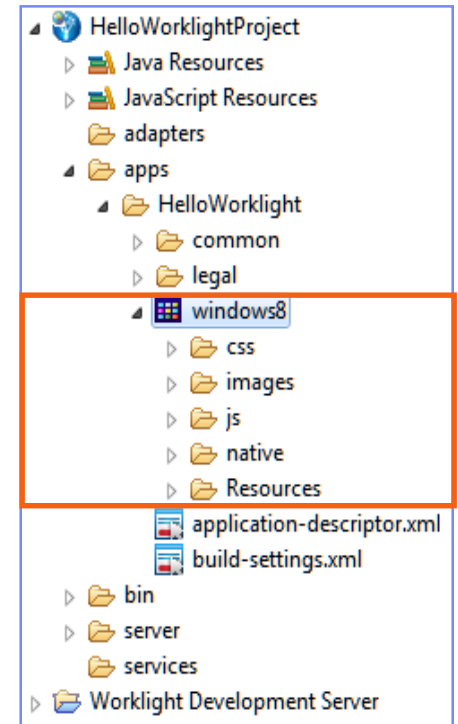 HelloWorklightProject
Java Resources
JavaScript Resources
adapters
apps
HelloWorklight
common
legal
windows8
css
images
js
native
Resources
application-descriptor.xml
build-settings.xml
bin
server
services
Worklight Development Server